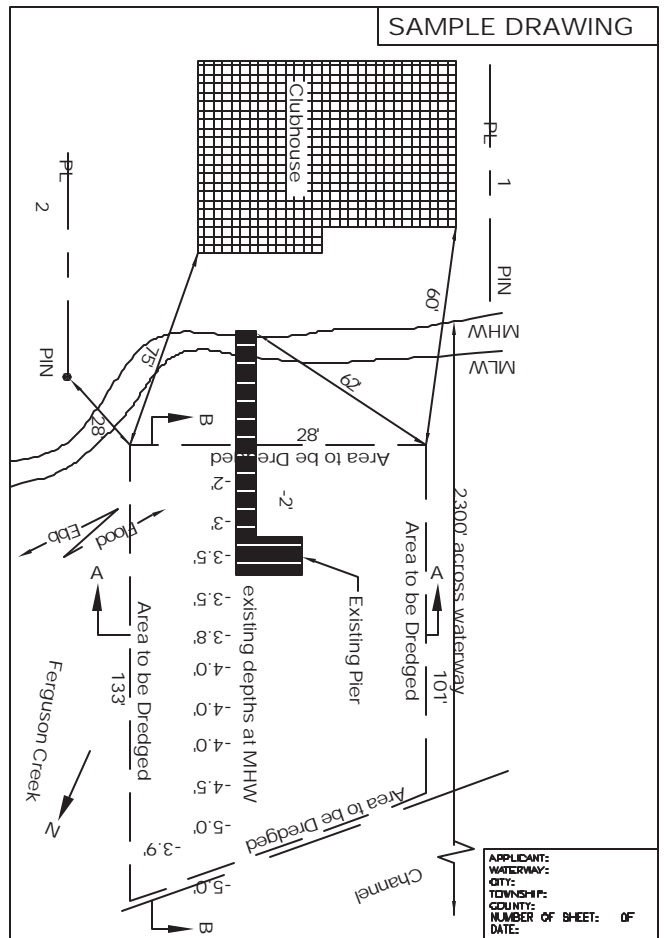 SAMPLE DRAWING
Clubhouse
PL
1
PIN
PL
2
PIN
MHW
MLW
60'
75'
62'
28'
28'
B
Area to be Dredged
-2'
-3'
-3.5'
-3.5'
-3.8'
-4.0'
-4.0'
-4.0'
-4.5'
-5.0'
-5.0'
-2'
-3.9'
existing depths at MHW
Existing Pier
Flood
Ebb
A
A
Area to be Dredged
133'
Area to be Dredged
101'
2300' across waterway
Area to be Dredged
Ferguson Creek
N
Channel
B
APPLICANT:
WATERWAY:
CITY:
TOWNSHIP:
COUNTY:
NUMBER OF SHEET: OF
DATE: